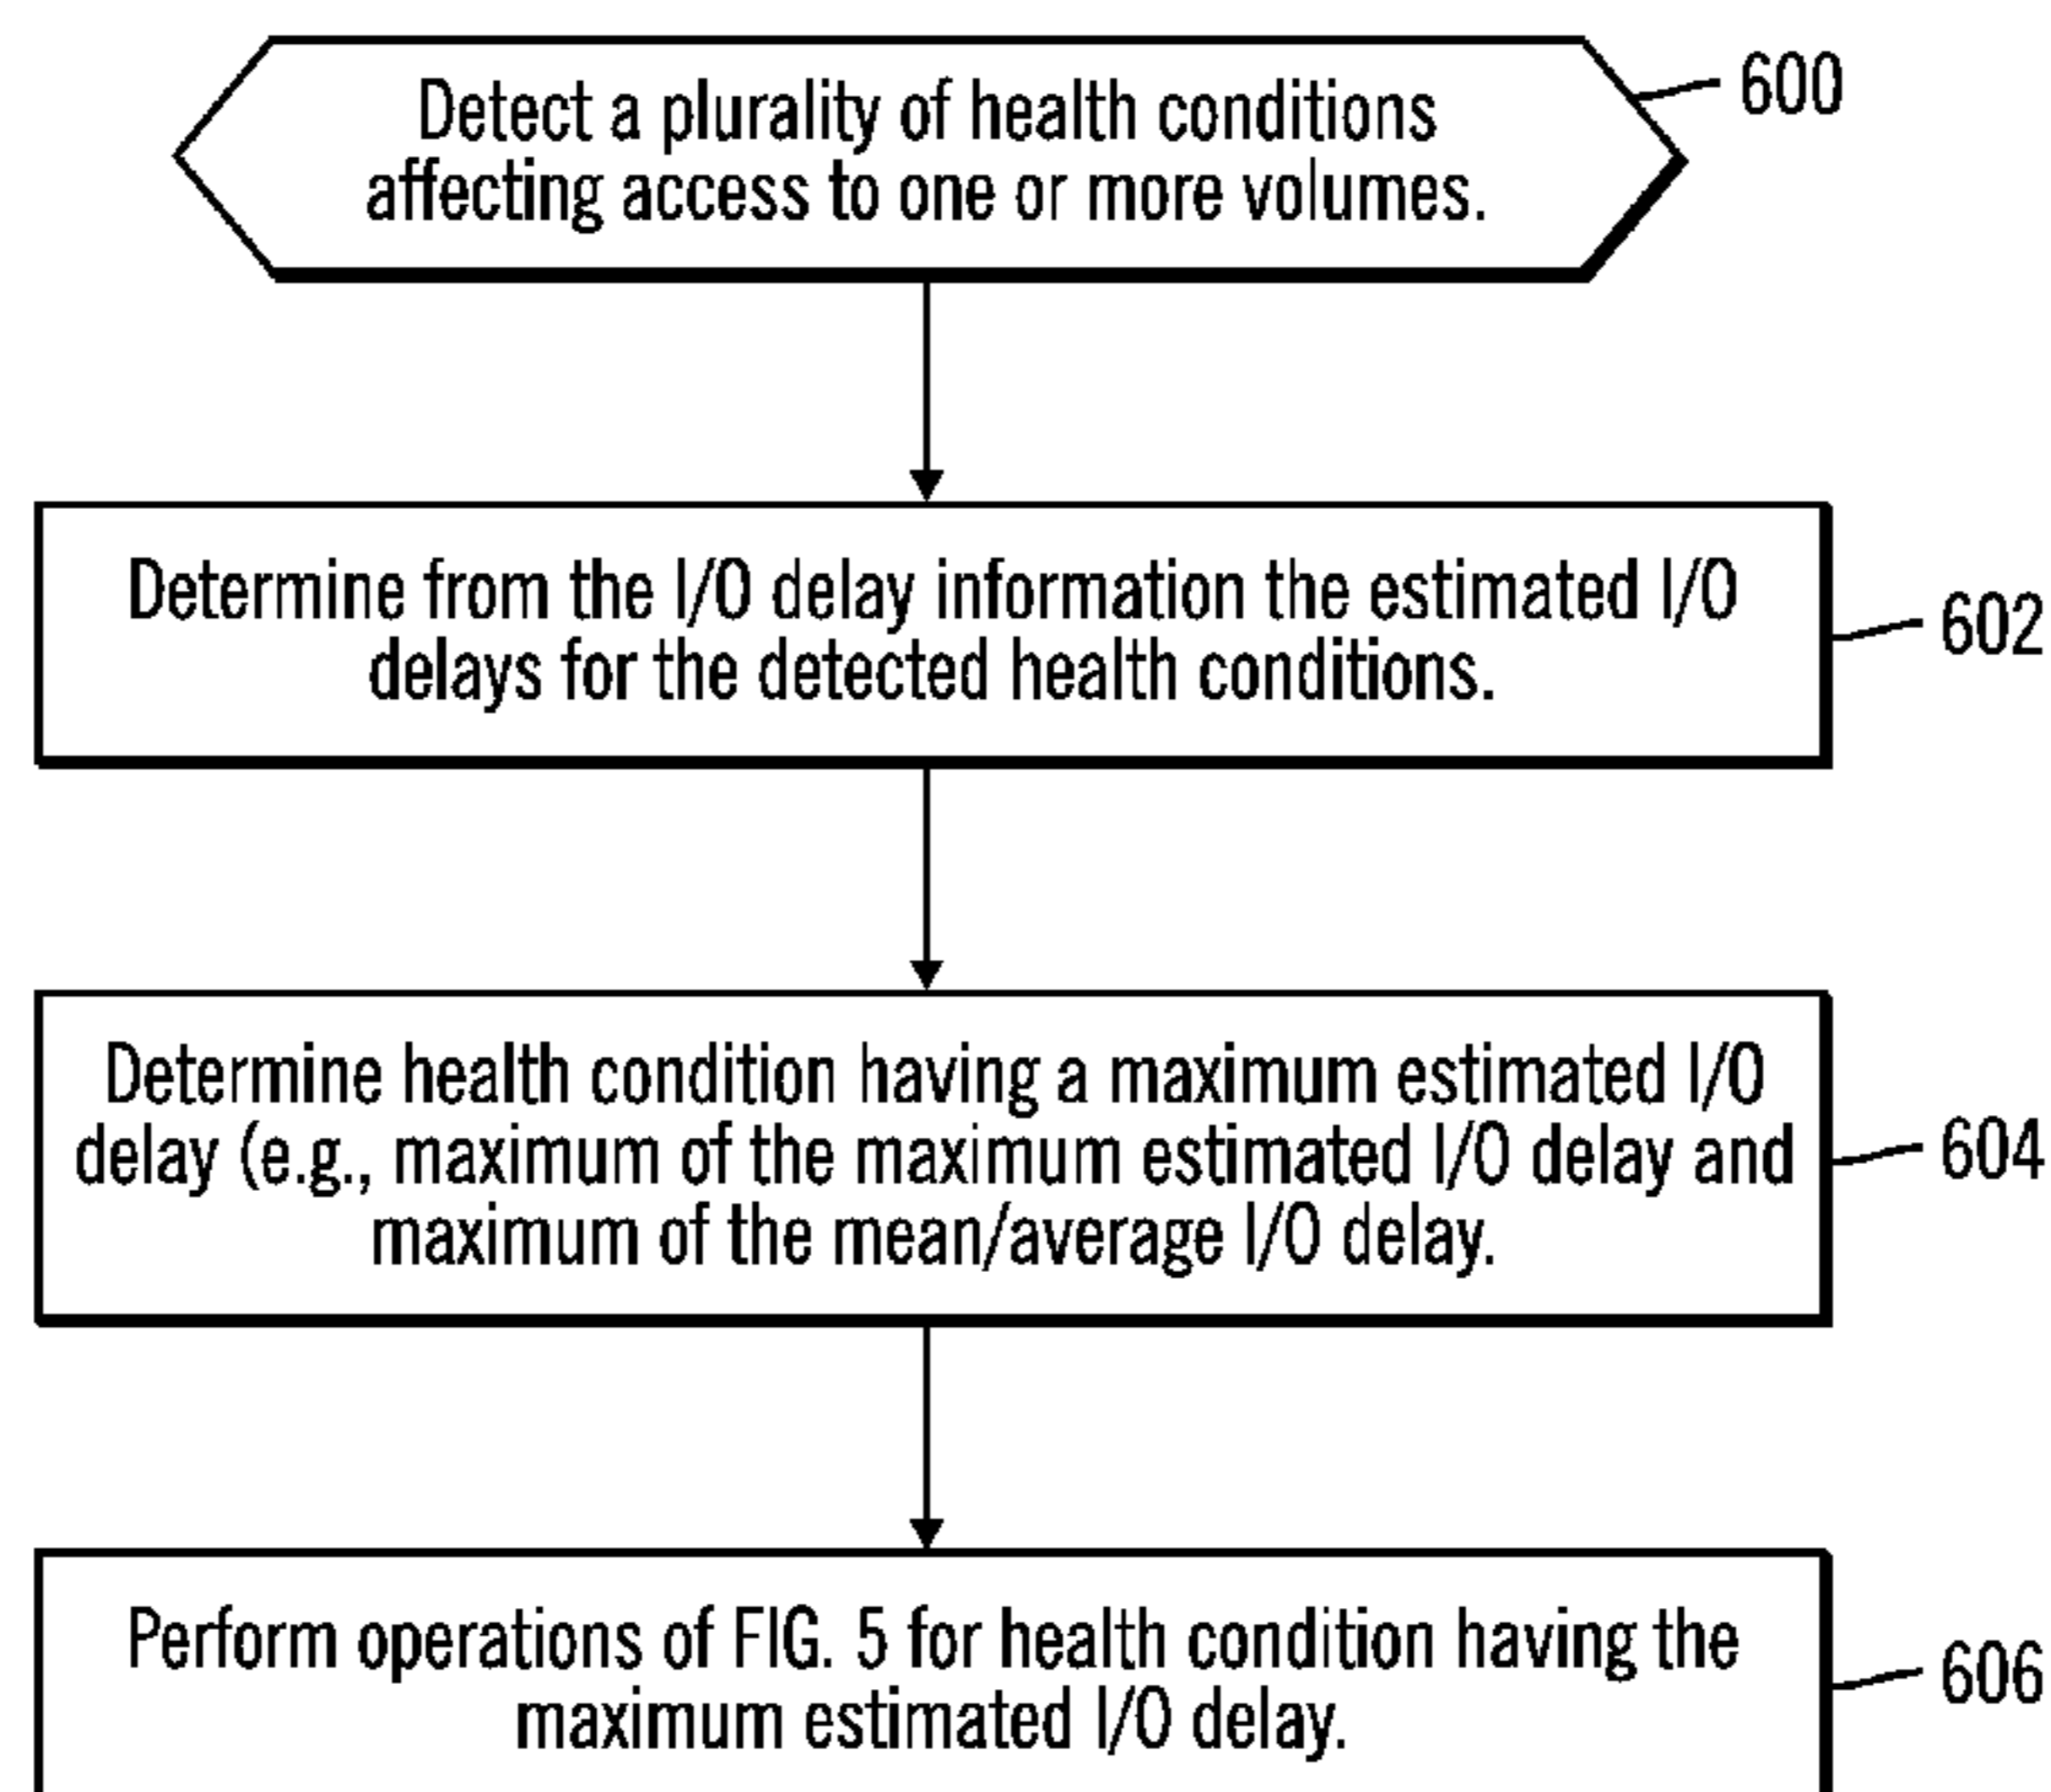 Detect a plurality of health conditions
affecting access to one or more volumes.
600
Determine from the I/O delay information the estimated I/O
delays for the detected health conditions.
602
Determine health condition having a maximum estimated I/O
delay (e.g., maximum of the maximum estimated I/O delay and
maximum of the mean/average I/O delay.
604
Perform operations of FIG. 5 for health condition having the
maximum estimated I/O delay.
606